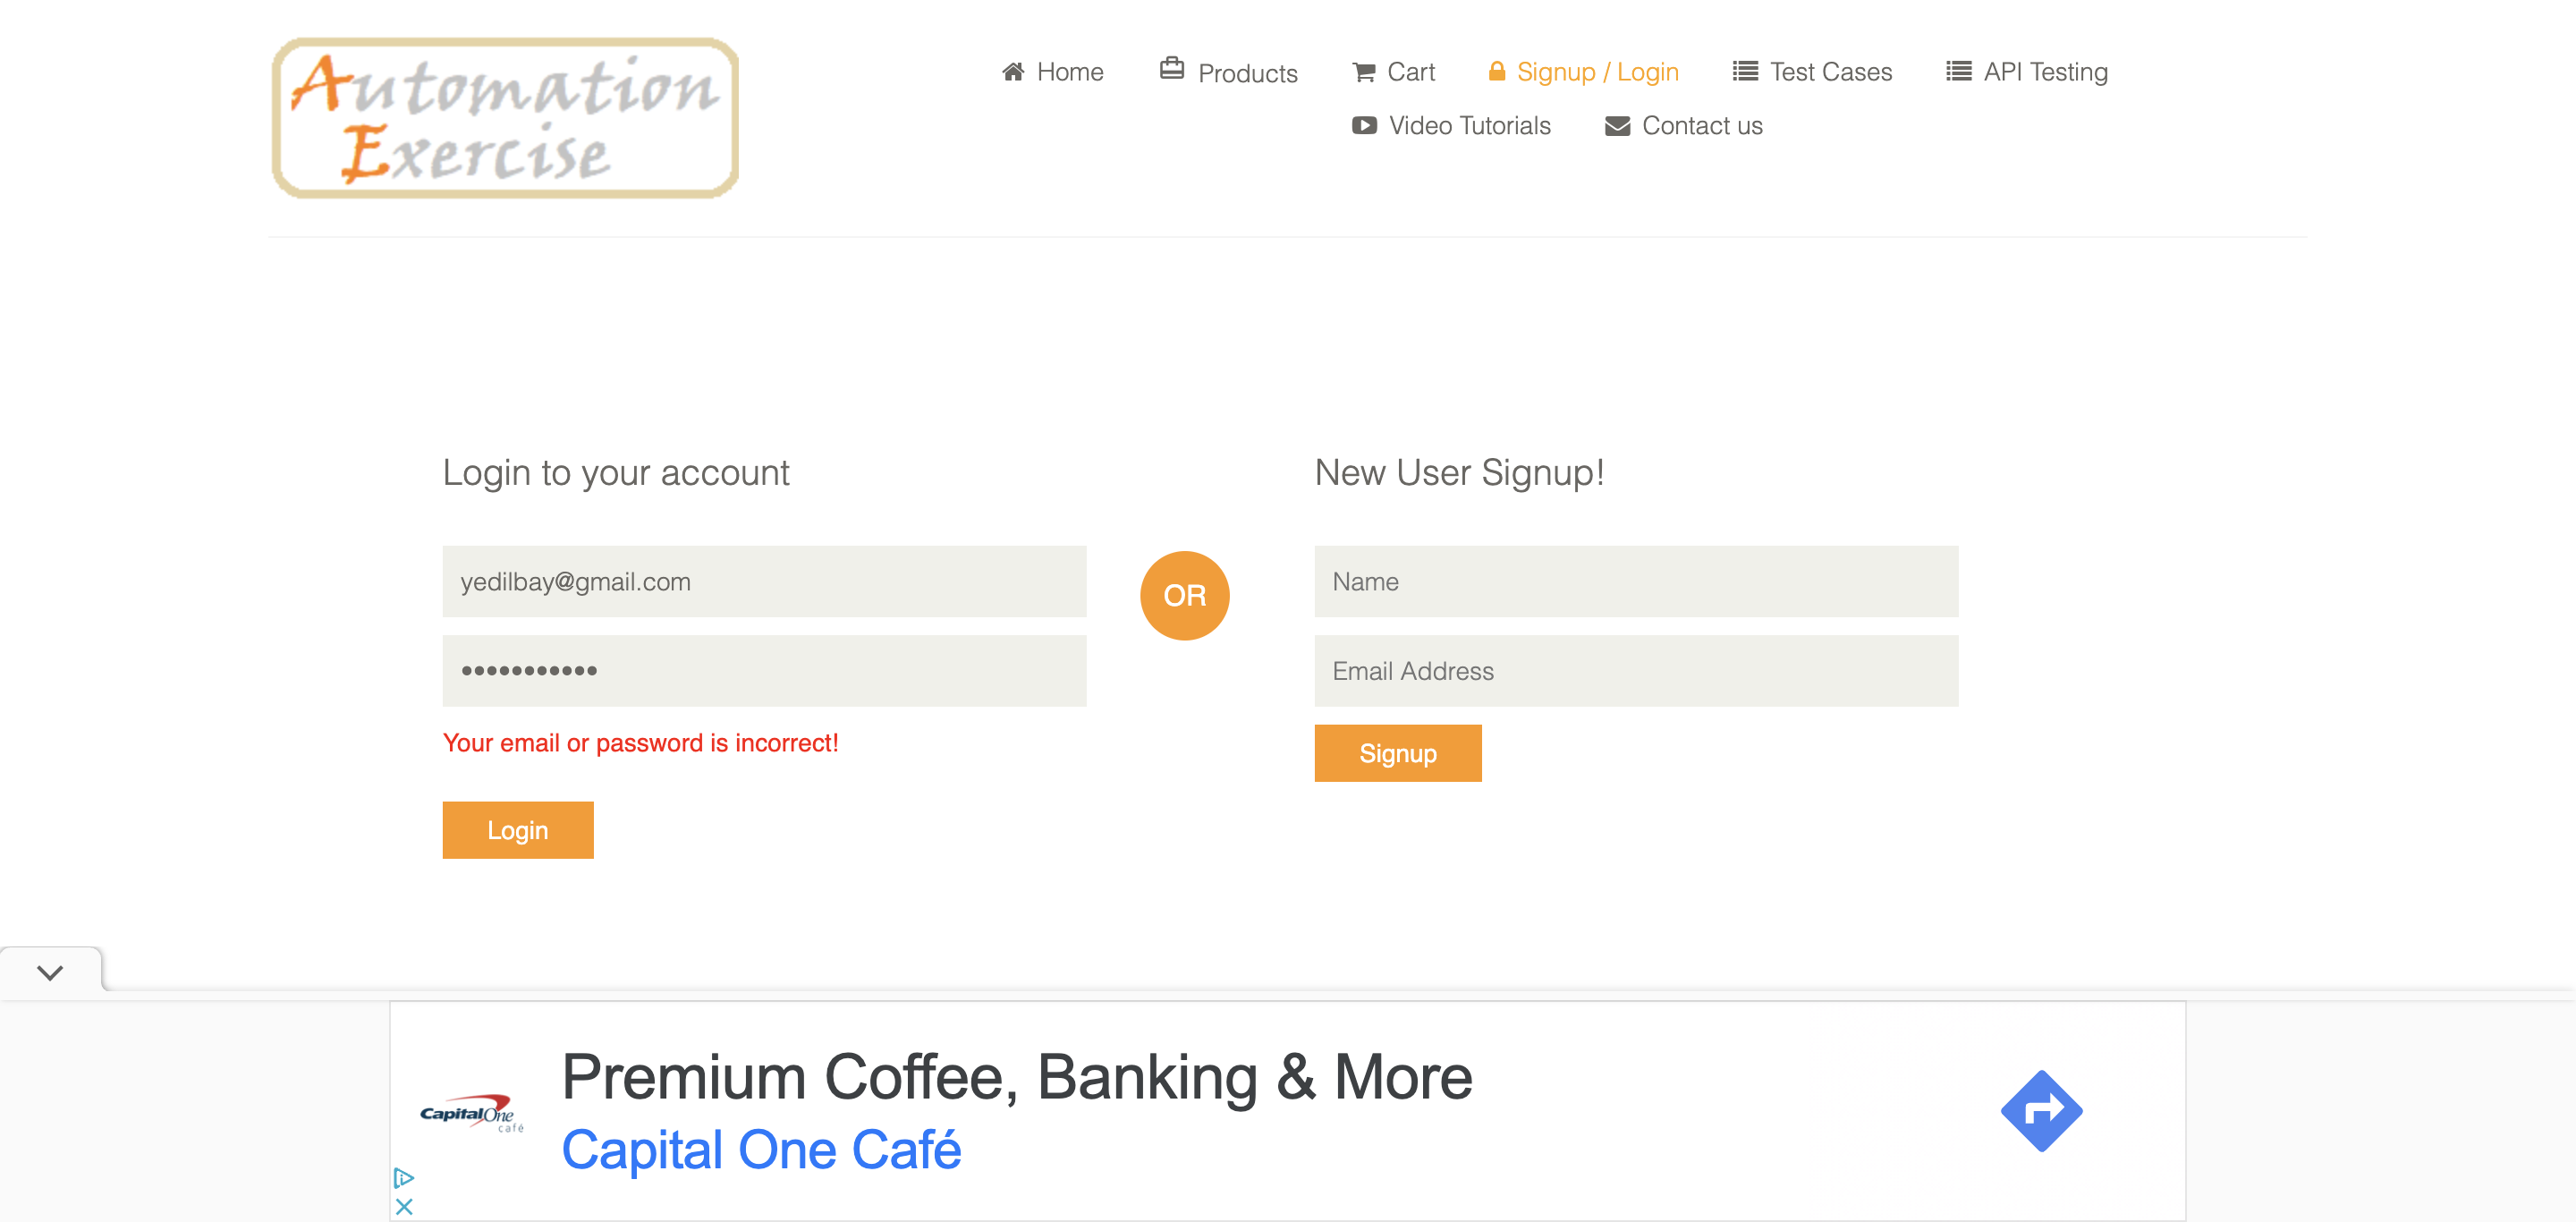 Automation
Exercise
Home
Products
Cart
Signup / Login
Test Cases
API Testing
Video Tutorials
Contact us
Login to your account
yedilbay@gmail.com
•••••••••••
Your email or password is incorrect!
Login
OR
New User Signup!
Name
Email Address
Signup
Capital One
café
Premium Coffee, Banking & More
Capital One Café